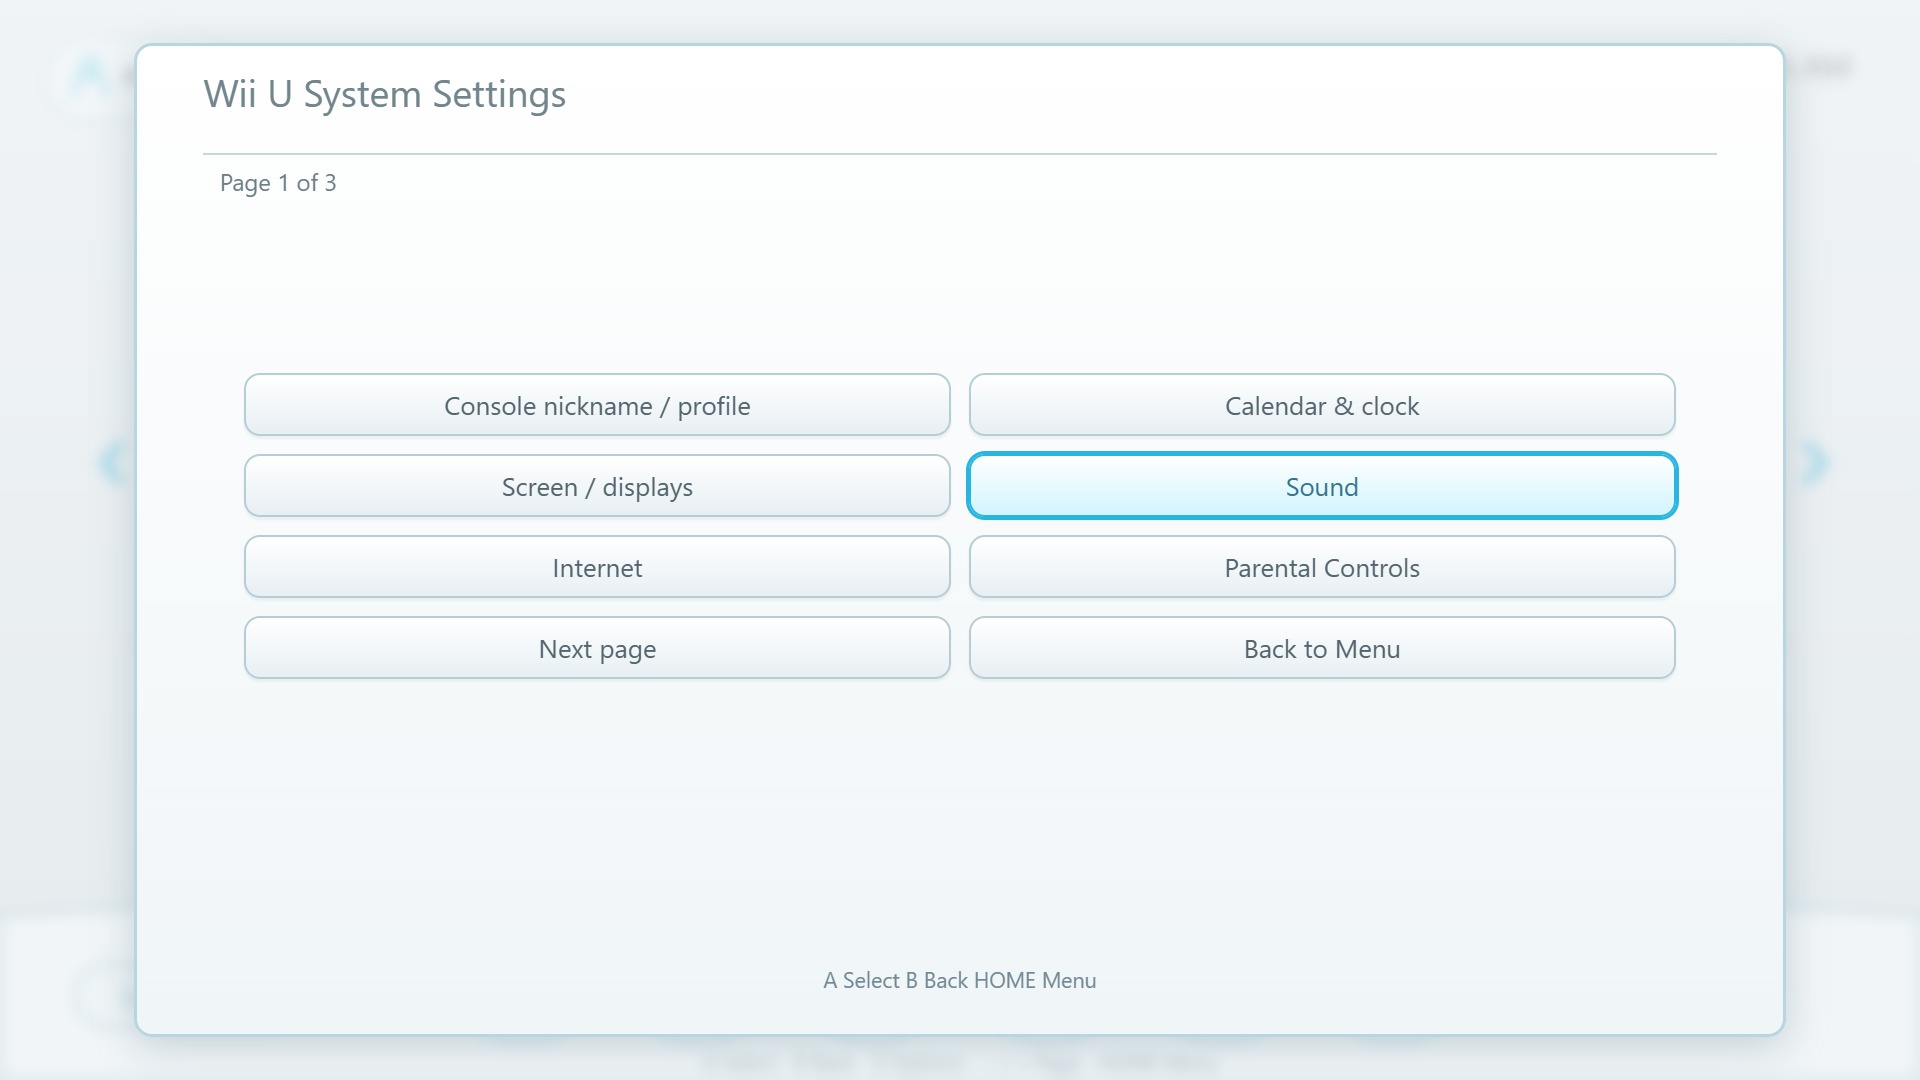 Wii U System Settings
Page 1 of 3
Console nickname / profile
Calendar & clock
Screen / displays
Sound
Internet
Parental Controls
Next page
Back to Menu
A Select B Back HOME Menu